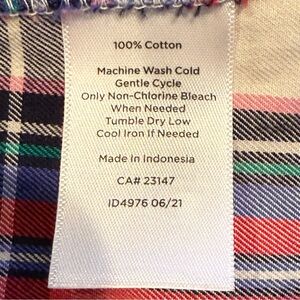 100% Cotton
Machine Wash Cold
Gentle Cycle
Only Non-Chlorine Bleach
When Needed
Tumble Dry Low
Cool Iron If Needed
Made In Indonesia
CA# 23147
ID4976 06/21